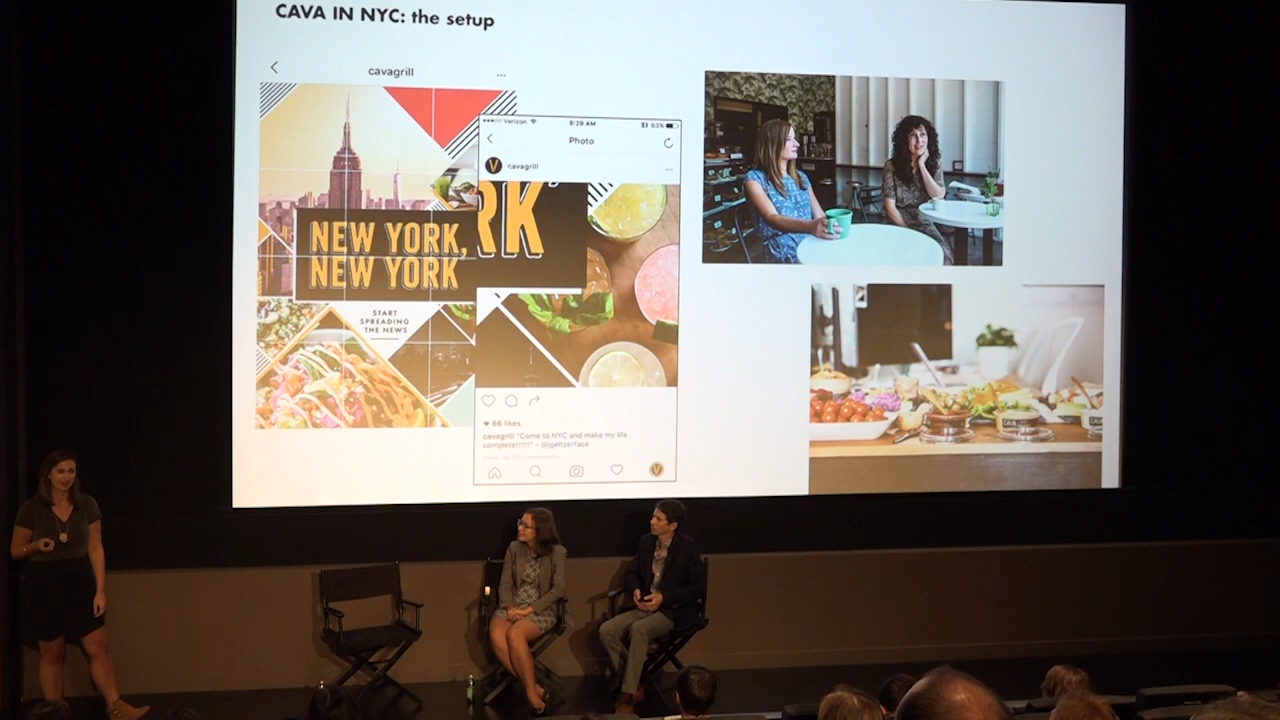 CAVA IN NYC: the setup
cavagrill
Verizon
9:29 AM
63%
Photo
cavagrill
RK
NEW YORK,
NEW YORK
START
SPREADING
THE NEWS
66 likes
cavagrill "Come to NYC and make my life
complete!!!!!!" - @jgeltzerface
V